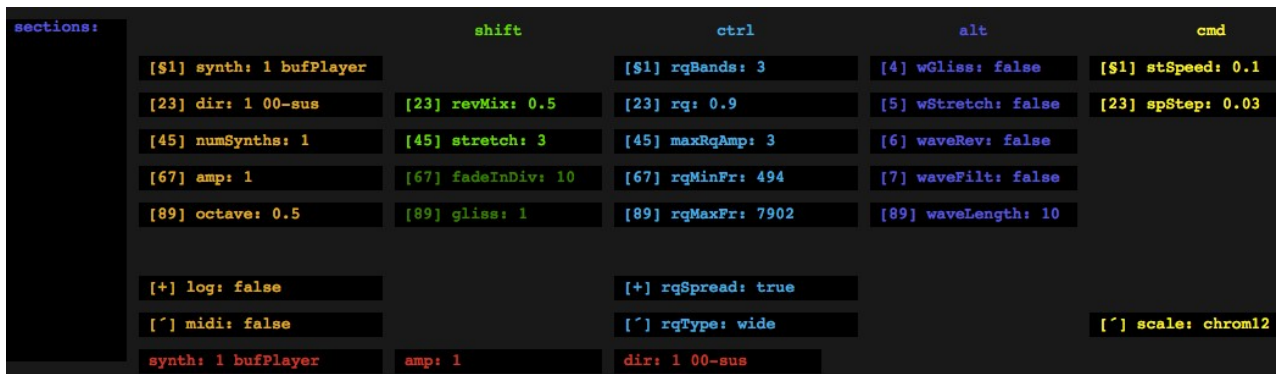 sections: shift ctrl alt cmd
[§1] synth: 1 bufPlayer [§1] rqBands: 3 [4] wGliss: false [§1] stSpeed: 0.1
[23] dir: 1 00-sus [23] revMix: 0.5 [23] rq: 0.9 [5] wStretch: false [23] spStep: 0.03
[45] numSynths: 1 [45] stretch: 3 [45] maxRqAmp: 3 [6] waveRev: false
[67] amp: 1 [67] fadeInDiv: 10 [67] rqMinFr: 494 [7] waveFilt: false
[89] octave: 0.5 [89] gliss: 1 [89] rqMaxFr: 7902 [89] waveLength: 10
[+] log: false [+] rqSpread: true
[´] midi: false [´] rqType: wide [´] scale: chrom12
synth: 1 bufPlayer amp: 1 dir: 1 00-sus